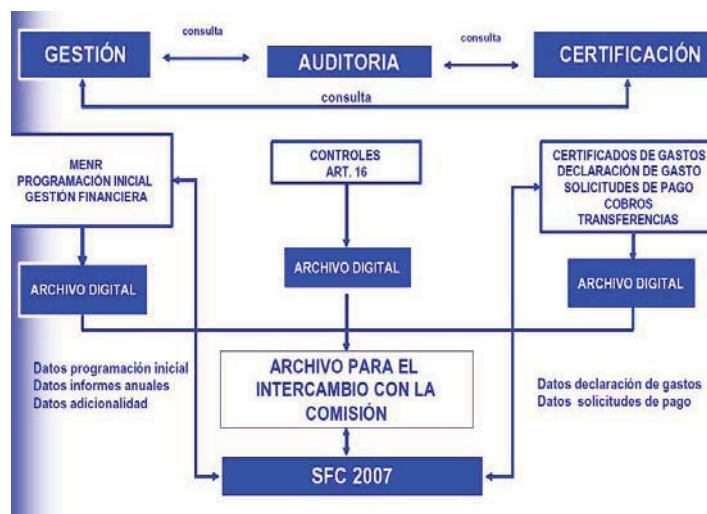 consulta
consulta
GESTIÓN
AUDITORIA
CERTIFICACIÓN
consulta
MENR
PROGRAMACIÓN INICIAL
GESTIÓN FINANCIERA
CONTROLES
ART. 16
CERTIFICADOS DE GASTOS
DECLARACIÓN DE GASTO
SOLICITUDES DE PAGO
COBROS
TRANSFERENCIAS
ARCHIVO DIGITAL
ARCHIVO DIGITAL
ARCHIVO DIGITAL
Datos programación inicial
Datos informes anuales
Datos adicionalidad
ARCHIVO PARA EL
INTERCAMBIO CON LA
COMISIÓN
Datos declaración de gastos
Datos solicitudes de pago
SFC 2007